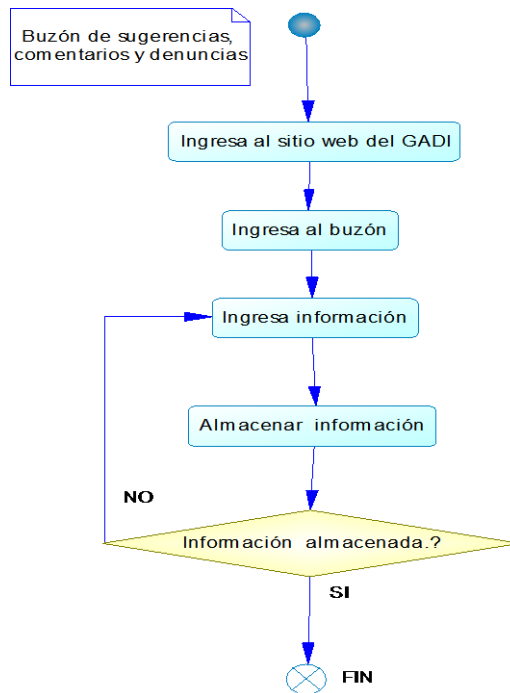 Buzón de sugerencias,
comentarios y denuncias
Ingresa al sitio web del GADI
Ingresa al buzón
Ingresa información
Almacenar información
NO
Información almacenada.?
SI
FIN